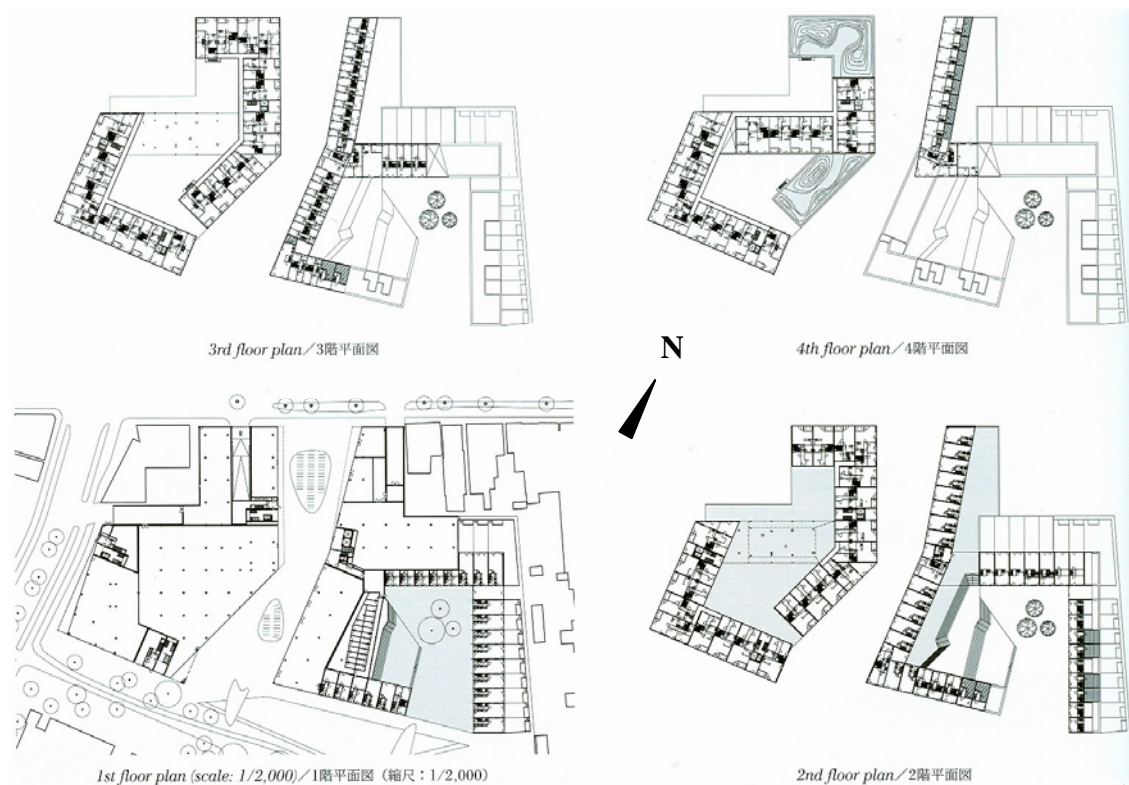 3rd floor plan/3階平面図
4th floor plan/4階平面図
N
1st floor plan (scale: 1/2,000)/1階平面図（縮尺：1/2,000）
2nd floor plan/2階平面図